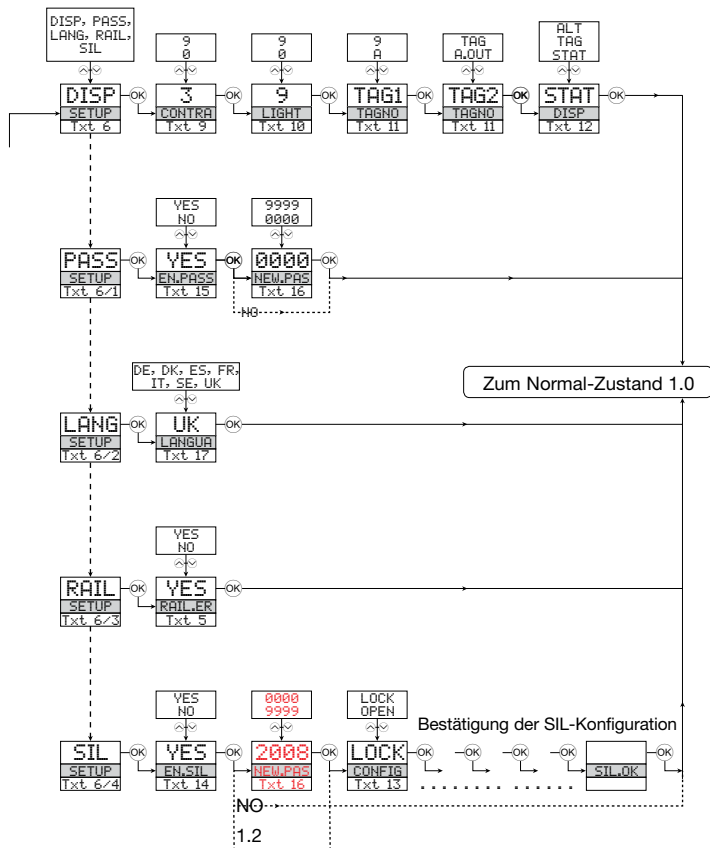 DISP, PASS,
LANG, RAIL,
SIL
9
0
9
0
9
A
TAG
A.OUT
ALT
TAG
STAT
DISP
SETUP
Txt 6
OK
3
CONTRA
Txt 9
OK
9
LIGHT
Txt 10
OK
TAG1
TAGNO
Txt 11
OK
TAG2
TAGNO
Txt 11
OK
STAT
DISP
Txt 12
OK
YES
NO
9999
0000
PASS
SETUP
Txt 6/1
OK
YES
EN.PASS
Txt 15
OK
0000
NEW.PAS
Txt 16
OK
NO
DE, DK, ES, FR,
IT, SE, UK
Zum Normal-Zustand 1.0
LANG
SETUP
Txt 6/2
OK
UK
LANGUA
Txt 17
OK
YES
NO
RAIL
SETUP
Txt 6/3
OK
YES
RAIL.ER
Txt 5
OK
YES
NO
0000
9999
LOCK
OPEN
Bestätigung der SIL-Konfiguration
SIL
SETUP
Txt 6/4
OK
YES
EN.SIL
Txt 14
OK
2008
NEW.PAS
Txt 16
OK
LOCK
CONFIG
Txt 13
OK
OK
OK
OK
SIL.OK
OK
NO
1.2